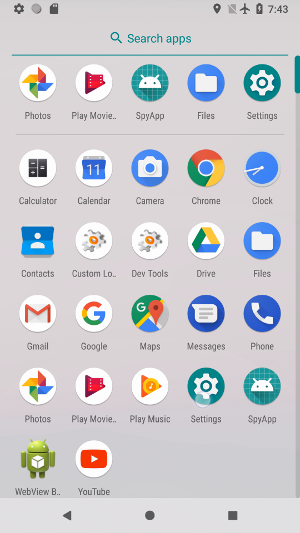 7:43
Search apps
Photos
Play Movie..
SpyApp
Files
Settings
Calculator
Calendar
11
Camera
Chrome
Clock
Contacts
Custom Lo..
Dev Tools
Drive
Files
Gmail
Google
Maps
Messages
Phone
Photos
Play Movie..
Play Music
Settings
SpyApp
WebView B..
YouTube